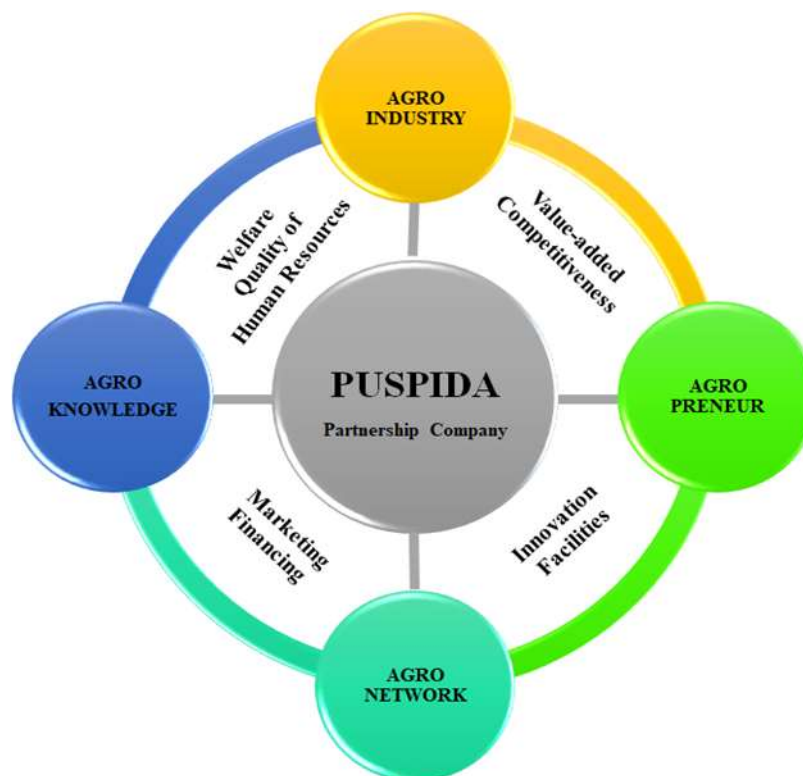 AGRO
INDUSTRY
Welfare
Quality of
Human Resources
Value-added
Competitiveness
AGRO
KNOWLEDGE
PUSPIDA
Partnership Company
AGRO
PRENEUR
Marketing
Financing
Innovation
Facilities
AGRO
NETWORK